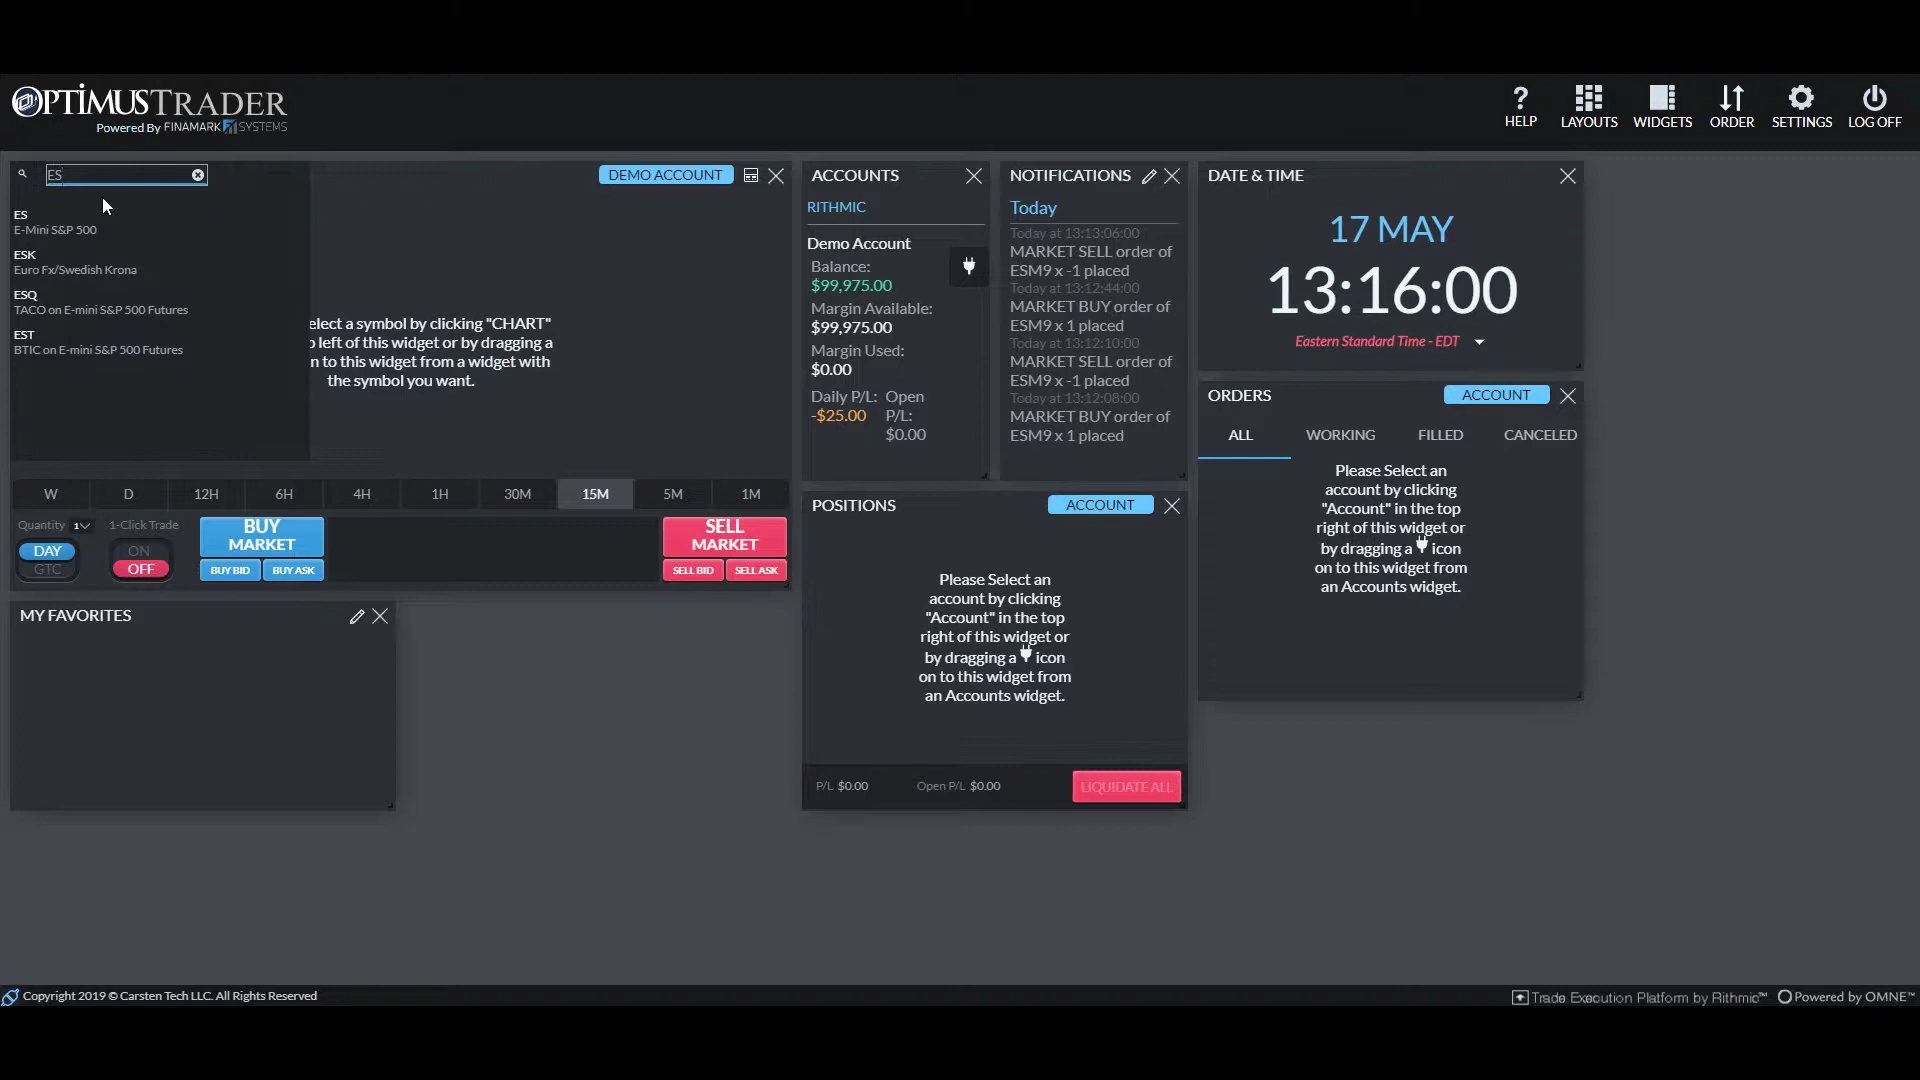 OPTIMUSTRADER
Powered By FINAMARK SYSTEMS
HELP
LAYOUTS
WIDGETS
ORDER
SETTINGS
LOG OFF
ES
DEMO ACCOUNT
ES
E-Mini S&P 500
ESK
Euro Fx/Swedish Krona
ESQ
TACO on E-mini S&P 500 Futures
EST
BTIC on E-mini S&P 500 Futures
elect a symbol by clicking "CHART"
p left of this widget or by dragging a
n to this widget from a widget with
the symbol you want.
W
D
12H
6H
4H
1H
30M
15M
5M
1M
Quantity 1
DAY
GTC
1-Click Trade
ON
OFF
BUY
MARKET
BUY BID
BUY ASK
SELL
MARKET
SELL BID
SELL ASK
MY FAVORITES
ACCOUNTS
RITHMIC
Demo Account
Balance:
$99,975.00
Margin Available:
$99,975.00
Margin Used:
$0.00
Daily P/L:
-$25.00
Open
P/L:
$0.00
NOTIFICATIONS
Today
Today at 13:13:06:00
MARKET SELL order of
ESM9 x -1 placed
Today at 13:12:44:00
MARKET BUY order of
ESM9 x 1 placed
Today at 13:12:10:00
MARKET SELL order of
ESM9 x -1 placed
Today at 13:12:08:00
MARKET BUY order of
ESM9 x 1 placed
POSITIONS
ACCOUNT
Please Select an
account by clicking
"Account" in the top
right of this widget or
by dragging a icon
on to this widget from
an Accounts widget.
P/L $0.00
Open P/L $0.00
LIQUIDATE ALL
DATE & TIME
17 MAY
13:16:00
Eastern Standard Time - EDT
ORDERS
ACCOUNT
ALL
WORKING
FILLED
CANCELED
Please Select an
account by clicking
"Account" in the top
right of this widget or
by dragging a icon
on to this widget from
an Accounts widget.
Copyright 2019 © Carsten Tech LLC. All Rights Reserved
Trade Execution Platform by Rithmic™
Powered by OMNE™